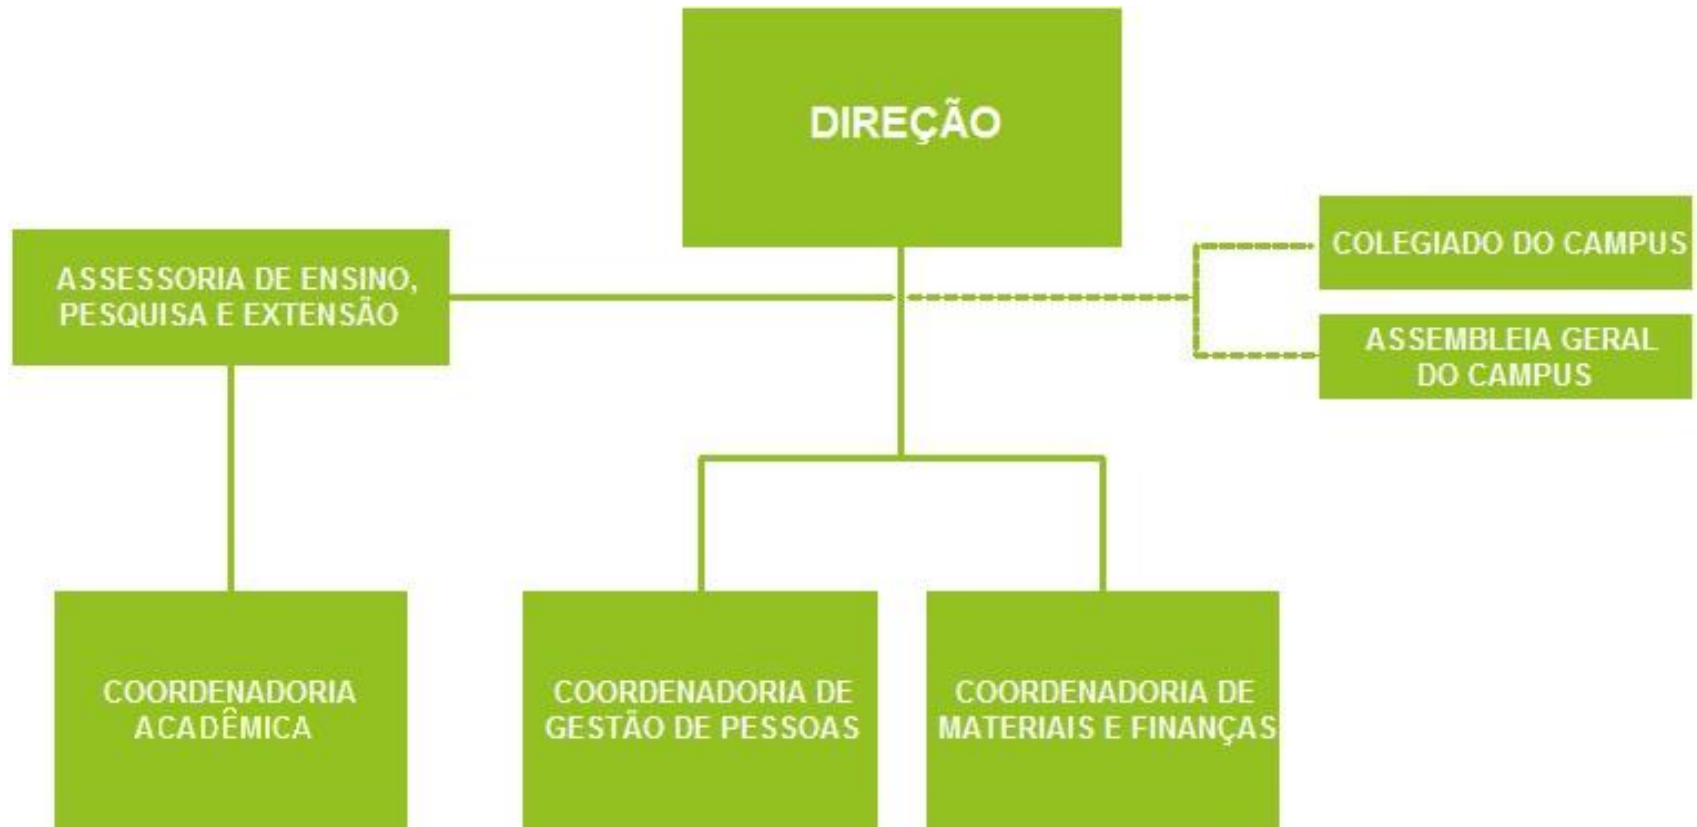 DIREÇÃO
COLEGIADO DO CAMPUS
ASSESSORIA DE ENSINO,
PESQUISA E EXTENSÃO
ASSEMBLEIA GERAL
DO CAMPUS
COORDENADORIA
ACADÊMICA
COORDENADORIA DE
GESTÃO DE PESSOAS
COORDENADORIA DE
MATERIAIS E FINANÇAS